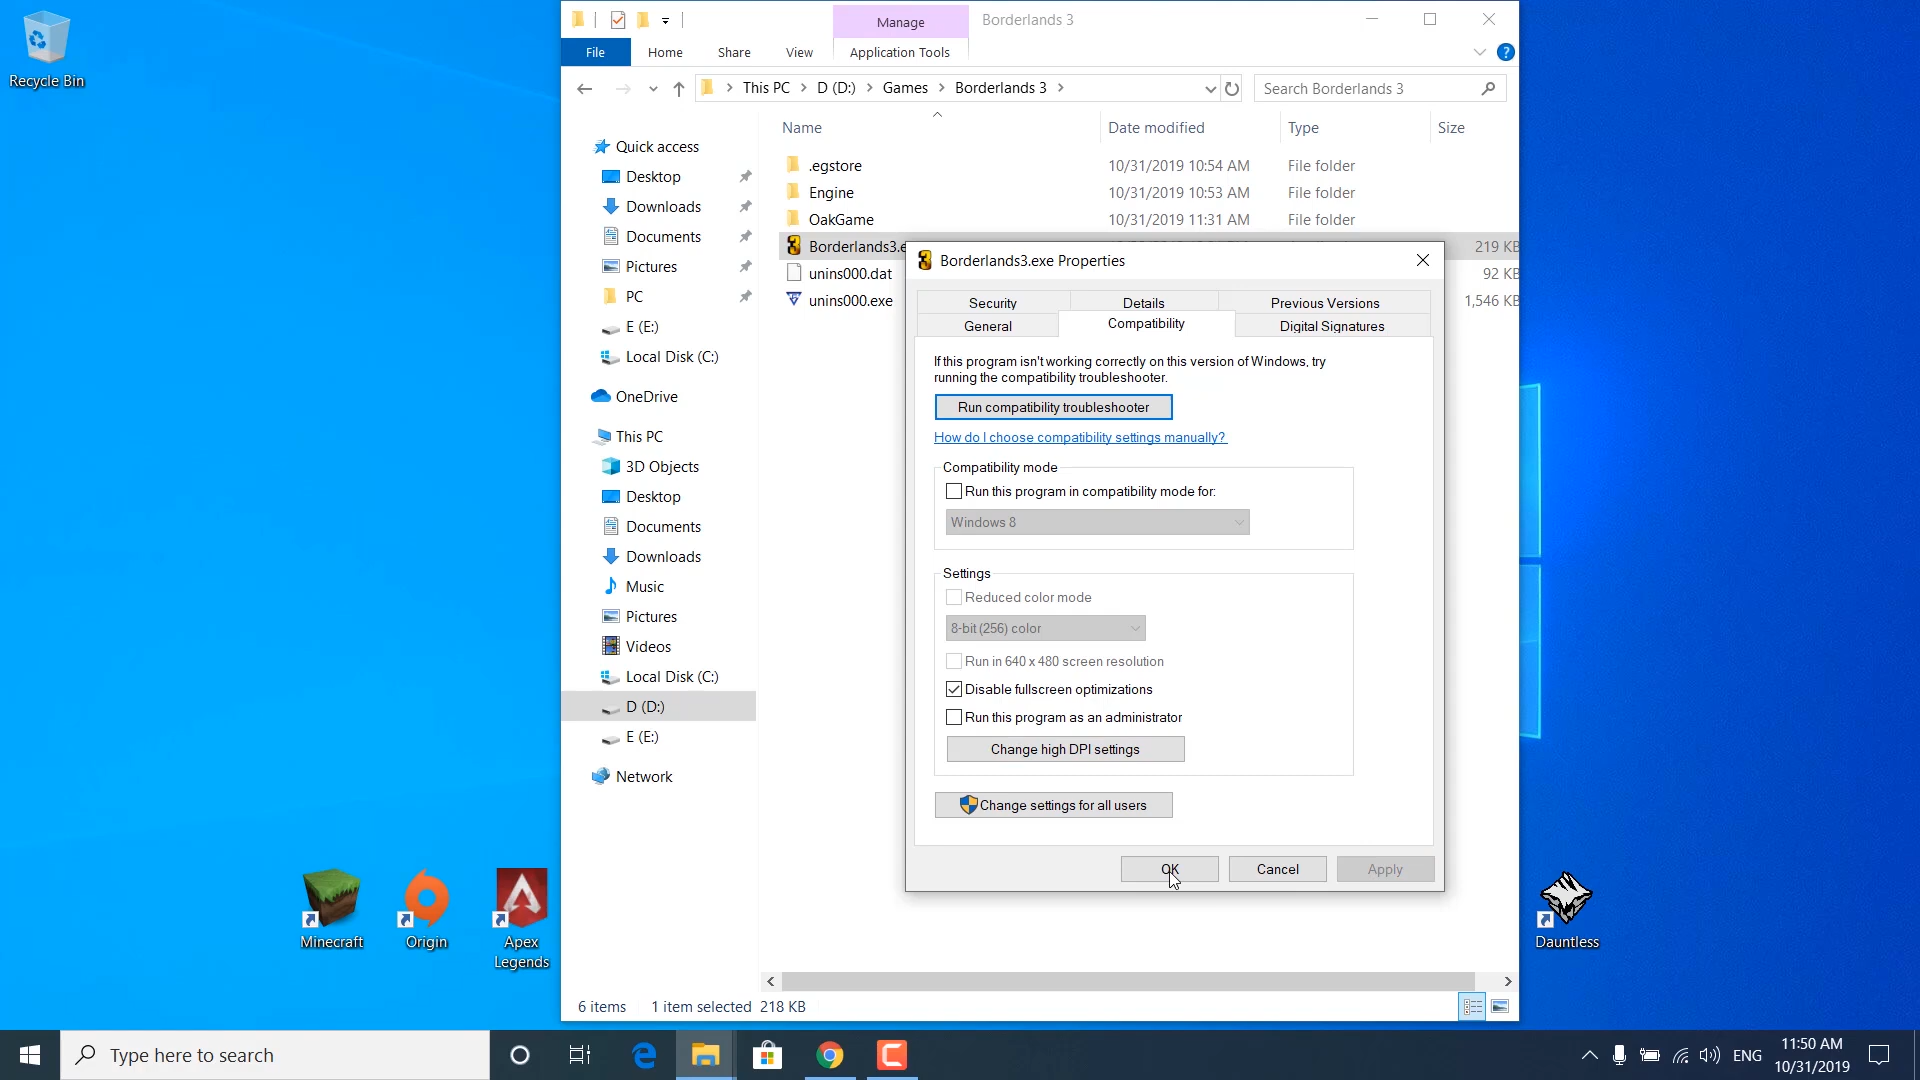 Recycle Bin
Manage
Borderlands 3
File
Home
Share
View
Application Tools
This PC
D (D:)
Games
Borderlands 3
Search Borderlands 3
Name
Date modified
Type
Size
.egstore
10/31/2019 10:54 AM
File folder
Engine
10/31/2019 10:53 AM
File folder
OakGame
10/31/2019 11:31 AM
File folder
Borderlands3.e
219 KB
unins000.dat
92 KB
unins000.exe
1,546 KB
Quick access
Desktop
Downloads
Documents
Pictures
PC
E (E:)
Local Disk (C:)
OneDrive
This PC
3D Objects
Desktop
Documents
Downloads
Music
Pictures
Videos
Local Disk (C:)
D (D:)
E (E:)
Network
Borderlands3.exe Properties
Security
Details
Previous Versions
General
Compatibility
Digital Signatures
If this program isn't working correctly on this version of Windows, try
running the compatibility troubleshooter.
Run compatibility troubleshooter
How do I choose compatibility settings manually?
Compatibility mode
Run this program in compatibility mode for:
Windows 8
Settings
Reduced color mode
8-bit (256) color
Run in 640 x 480 screen resolution
Disable fullscreen optimizations
Run this program as an administrator
Change high DPI settings
Change settings for all users
OK
Cancel
Apply
Minecraft
Origin
Apex
Legends
Dauntless
6 items
1 item selected
218 KB
Type here to search
ENG
11:50 AM
10/31/2019